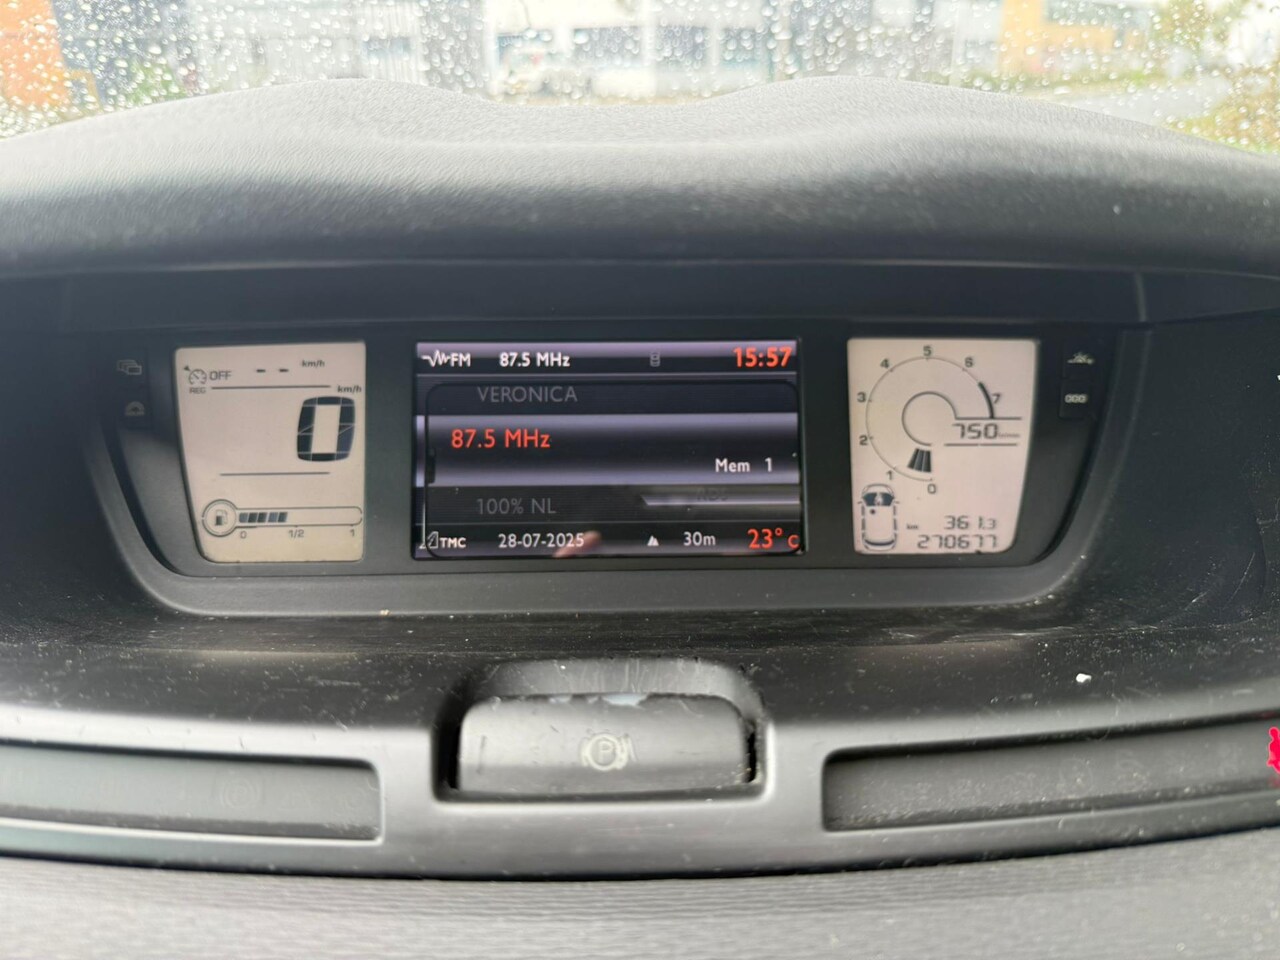 OFF -- km/h
REG
km/h
0
0 1/2 1
FM 87.5 MHz 15:57
VERONICA
87.5 MHz
Mem 1
100% NL
TMC 28-07-2025 30m 23°C
5
4 6
3 7
750
2
1 0
km 361.3
270677
P